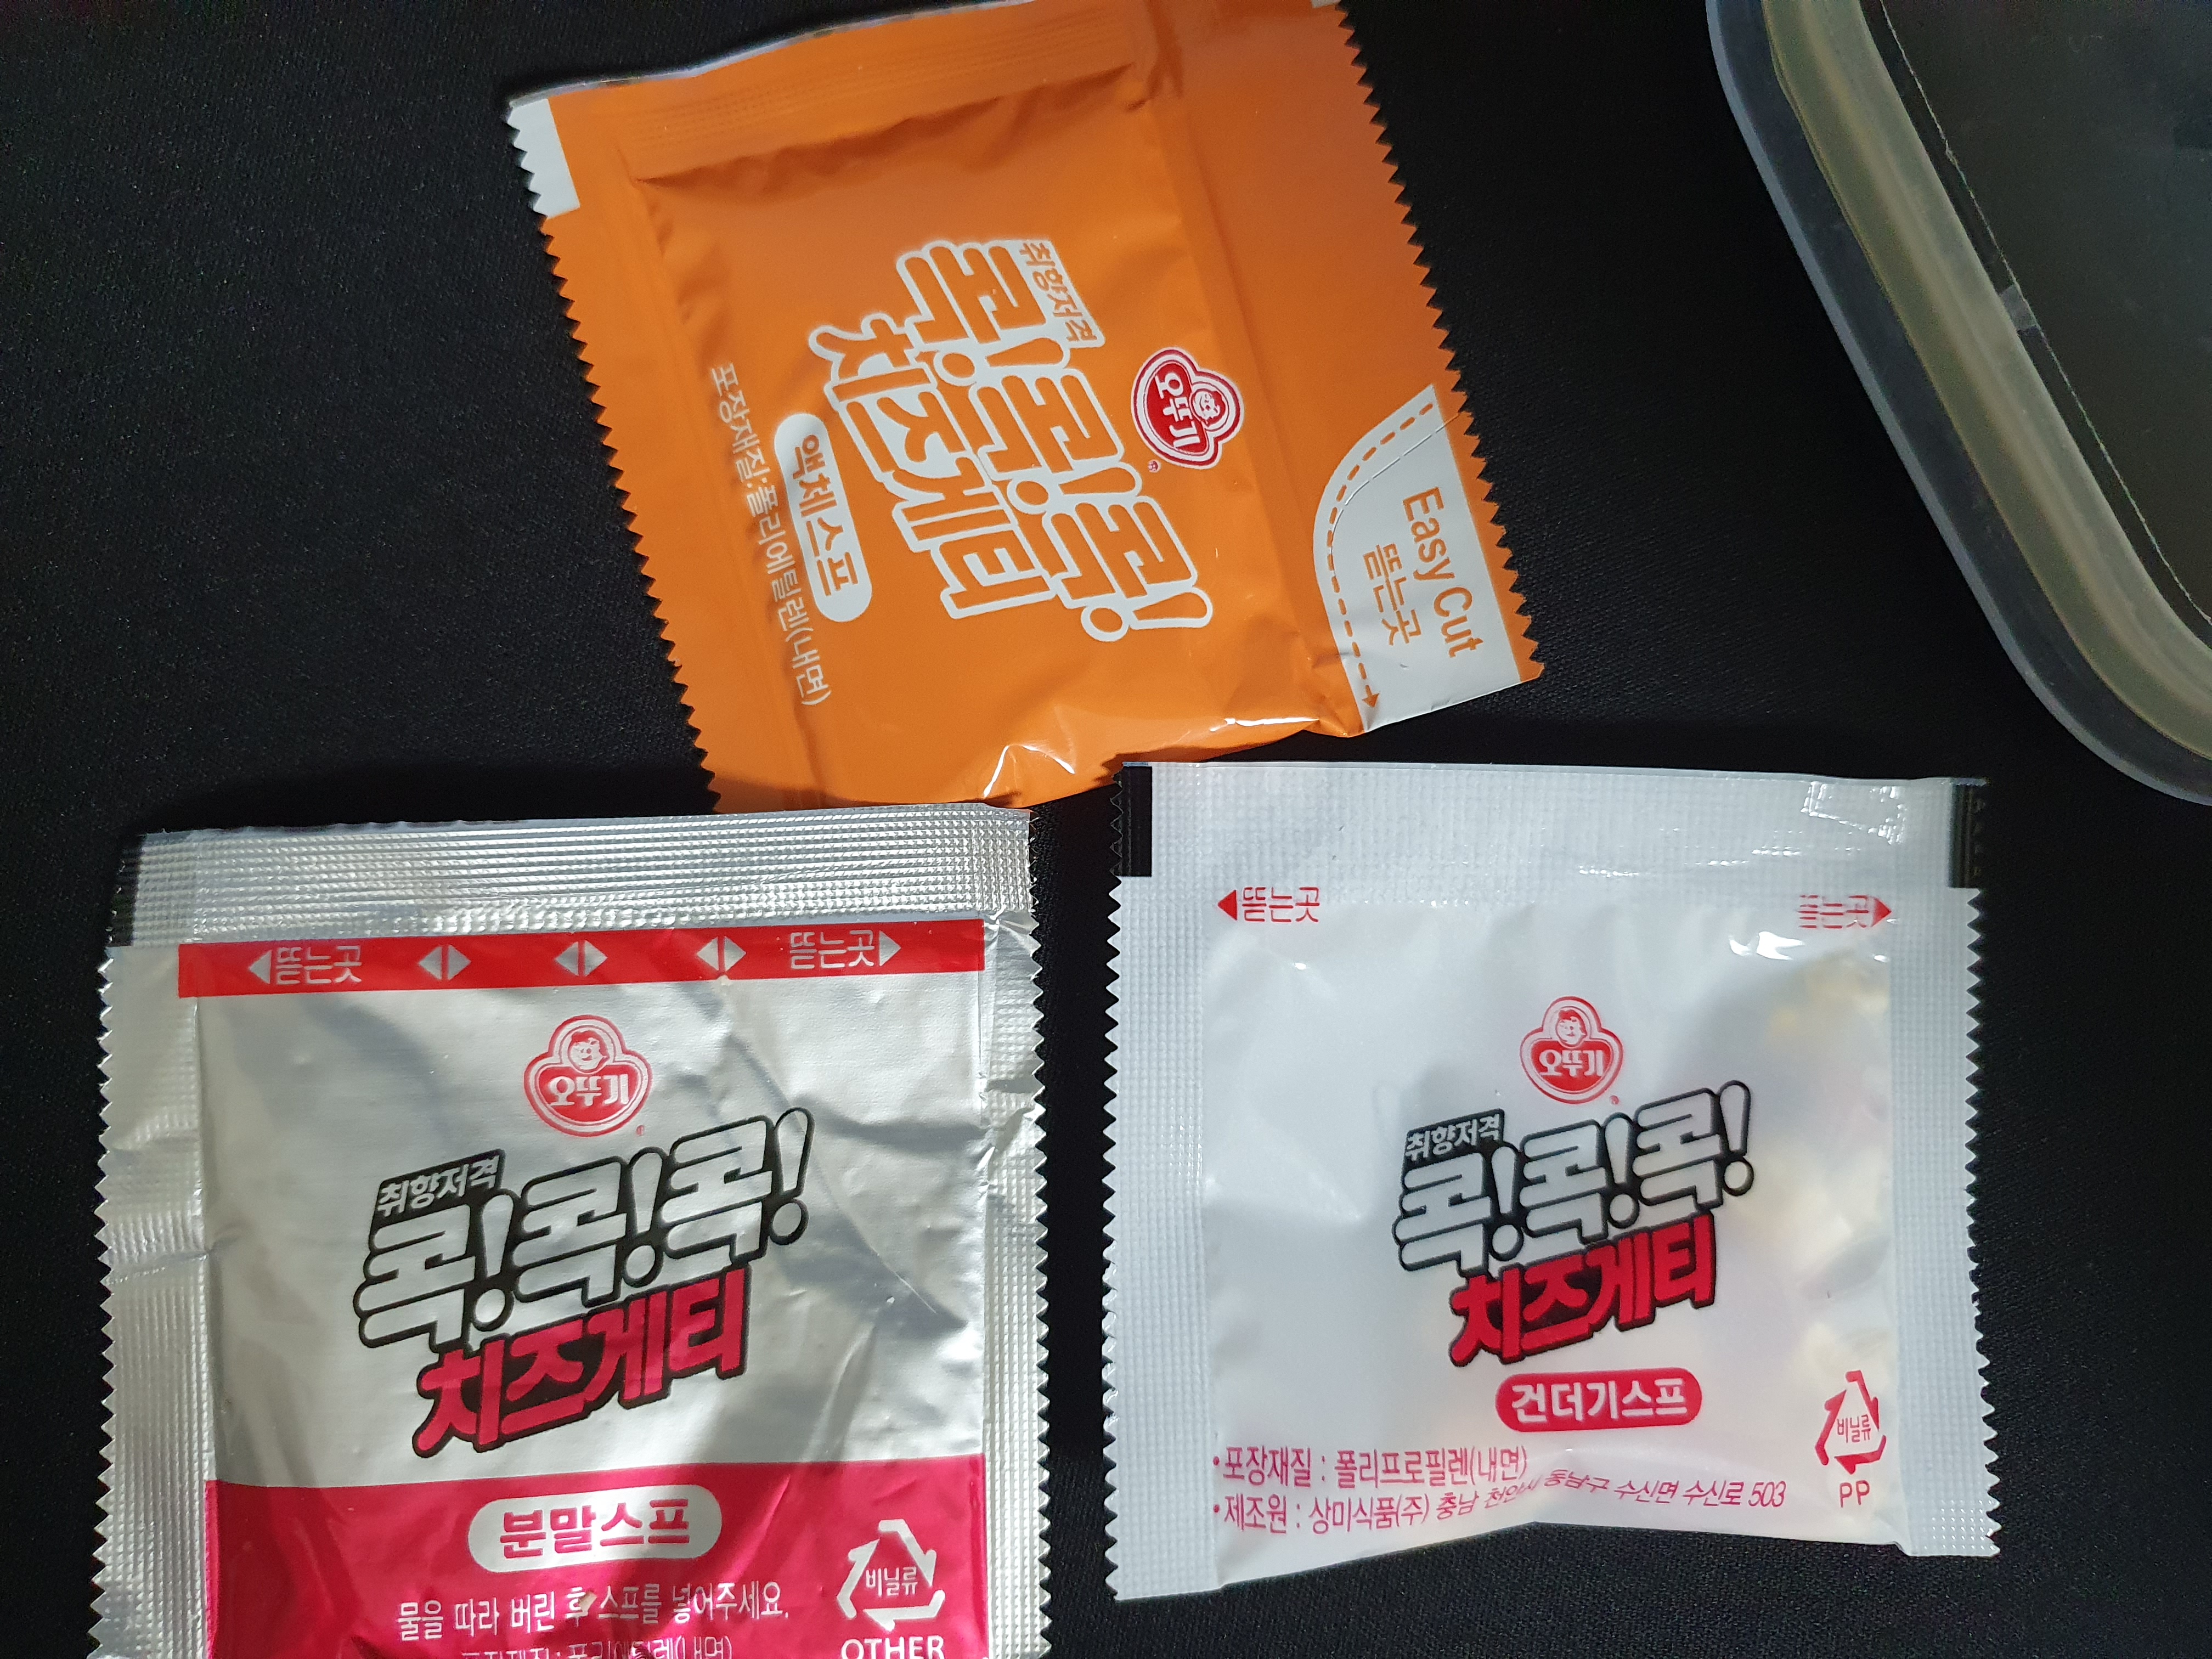 오뚜기
취향저격
콕!콕!콕!
치즈게티
액체스프
포장재질:폴리에틸렌(내면)
Easy Cut
뜯는곳
뜯는곳 뜯는곳
오뚜기
취향저격
콕!콕!콕!
치즈게티
분말스프
물을 따라 버린 후 스프를 넣어주세요.
비닐류
OTHER
뜯는곳 뜯는곳
오뚜기
취향저격
콕!콕!콕!
치즈게티
건더기스프
•포장재질 : 폴리프로필렌(내면)
•제조원 : 상미식품(주) 충남 천안시 동남구 수신면 수신로 503
비닐류
PP